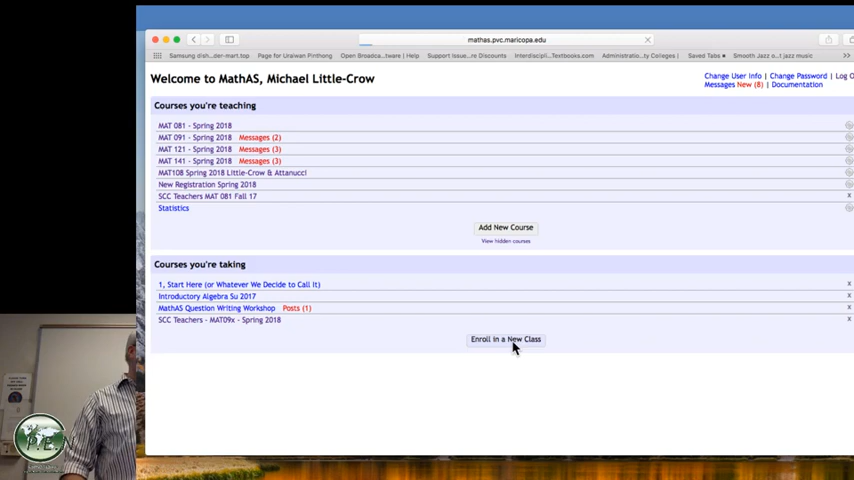 mathas.pvc.maricopa.edu
Samsung dish...der-mart.top Page for Uraiwan Pinthong Open Broadca...tware | Help Support Issue...re Discounts Interdiscipl...Textbooks.com Administratio...ty Colleges | Saved Tabs Smooth Jazz o...t jazz music
Welcome to MathAS, Michael Little-Crow
Change User Info | Change Password | Log O
Messages New (8) | Documentation
Courses you're teaching
MAT 081 - Spring 2018
MAT 091 - Spring 2018 Messages (2)
MAT 121 - Spring 2018 Messages (3)
MAT 141 - Spring 2018 Messages (3)
MAT108 Spring 2018 Little-Crow & Attanucci
New Registration Spring 2018
SCC Teachers MAT 081 Fall 17 x
Statistics
Add New Course
View hidden courses
Courses you're taking
1, Start Here (or Whatever We Decide to Call It) x
Introductory Algebra Su 2017 x
MathAS Question Writing Workshop Posts (1) x
SCC Teachers - MAT09x - Spring 2018 x
Enroll in a New Class
P.E.N